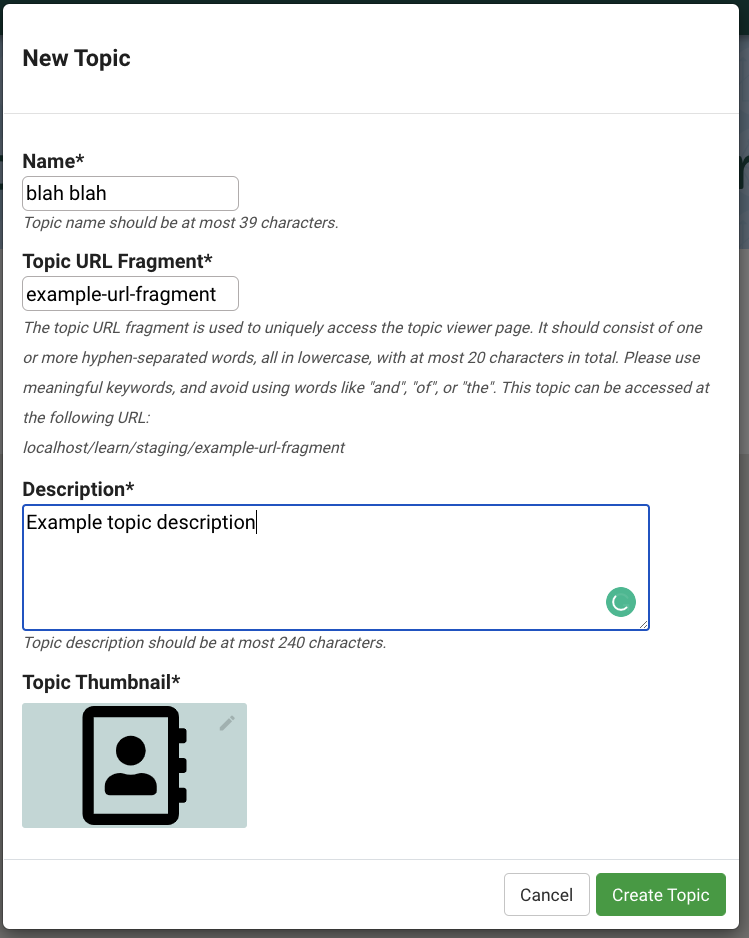 New Topic
Name*
blah blah
Topic name should be at most 39 characters.
Topic URL Fragment*
example-url-fragment
The topic URL fragment is used to uniquely access the topic viewer page. It should consist of one
or more hyphen-separated words, all in lowercase, with at most 20 characters in total. Please use
meaningful keywords, and avoid using words like "and", "of", or "the". This topic can be accessed at
the following URL:
localhost/learn/staging/example-url-fragment
Description*
Example topic description
Topic description should be at most 240 characters.
Topic Thumbnail*
Cancel
Create Topic